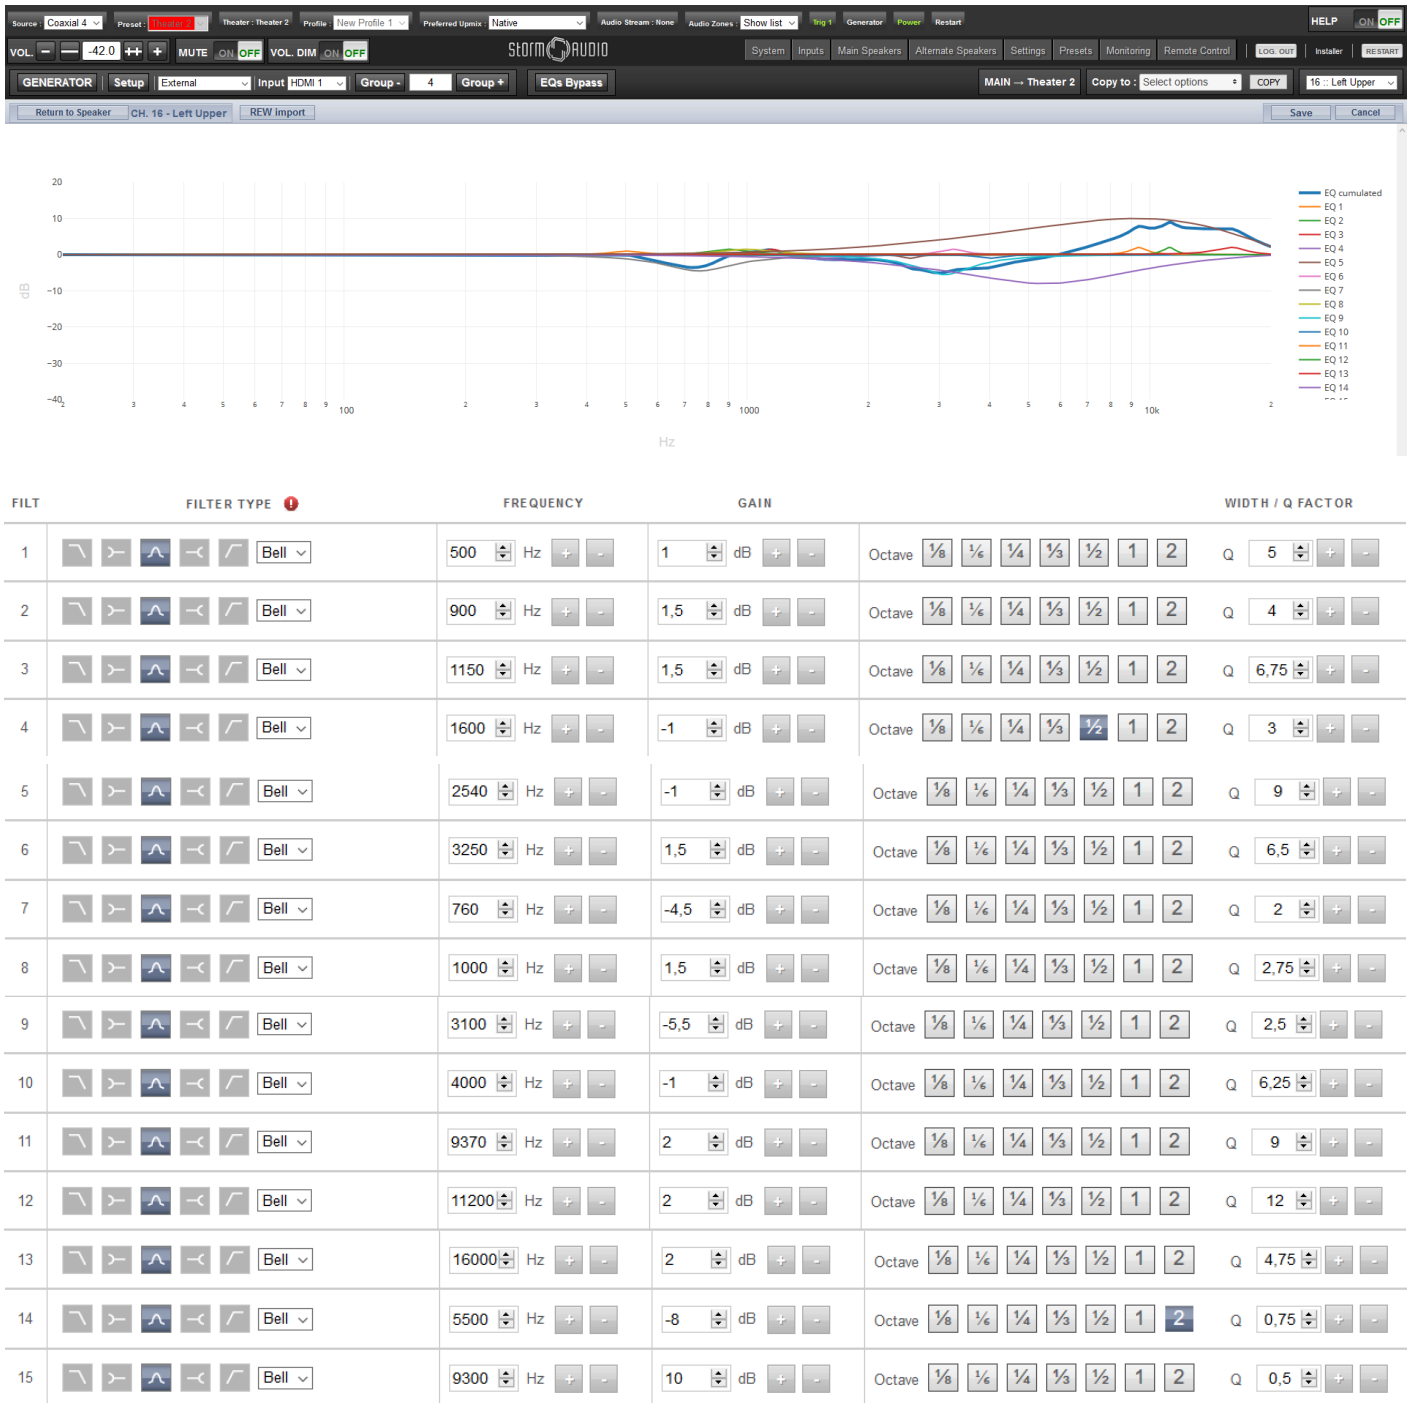 Source : Coaxial 4 Preset : Theater 2 Theater : Theater 2 Profile : New Profile 1 Preferred Upmix : Native Audio Stream : None Audio Zones : Show list Trig 1 Generator Power Restart HELP ON OFF
VOL. - — -42.0 ++ + MUTE ON OFF VOL. DIM ON OFF STORM AUDIO System Inputs Main Speakers Alternate Speakers Settings Presets Monitoring Remote Control LOG. OUT Installer RESTART
GENERATOR Setup External Input HDMI 1 Group - 4 Group + EQs Bypass MAIN → Theater 2 Copy to : Select options COPY 16 :: Left Upper
Return to Speaker CH. 16 - Left Upper REW import Save Cancel
20
10
0
−10
−20
−30
−40
dB
2 3 4 5 6 7 8 9 100 2 3 4 5 6 7 8 9 1000 2 3 4 5 6 7 8 9 10k 2
Hz
EQ cumulated
EQ 1
EQ 2
EQ 3
EQ 4
EQ 5
EQ 6
EQ 7
EQ 8
EQ 9
EQ 10
EQ 11
EQ 12
EQ 13
EQ 14
FILT FILTER TYPE ! FREQUENCY GAIN WIDTH / Q FACTOR
1 Bell 500 Hz + - 1 dB + - Octave ⅛ ⅙ ¼ ⅓ ½ 1 2 Q 5 + -
2 Bell 900 Hz + - 1,5 dB + - Octave ⅛ ⅙ ¼ ⅓ ½ 1 2 Q 4 + -
3 Bell 1150 Hz + - 1,5 dB + - Octave ⅛ ⅙ ¼ ⅓ ½ 1 2 Q 6,75 + -
4 Bell 1600 Hz + - -1 dB + - Octave ⅛ ⅙ ¼ ⅓ ½ 1 2 Q 3 + -
5 Bell 2540 Hz + - -1 dB + - Octave ⅛ ⅙ ¼ ⅓ ½ 1 2 Q 9 + -
6 Bell 3250 Hz + - 1,5 dB + - Octave ⅛ ⅙ ¼ ⅓ ½ 1 2 Q 6,5 + -
7 Bell 760 Hz + - -4,5 dB + - Octave ⅛ ⅙ ¼ ⅓ ½ 1 2 Q 2 + -
8 Bell 1000 Hz + - 1,5 dB + - Octave ⅛ ⅙ ¼ ⅓ ½ 1 2 Q 2,75 + -
9 Bell 3100 Hz + - -5,5 dB + - Octave ⅛ ⅙ ¼ ⅓ ½ 1 2 Q 2,5 + -
10 Bell 4000 Hz + - -1 dB + - Octave ⅛ ⅙ ¼ ⅓ ½ 1 2 Q 6,25 + -
11 Bell 9370 Hz + - 2 dB + - Octave ⅛ ⅙ ¼ ⅓ ½ 1 2 Q 9 + -
12 Bell 11200 Hz + - 2 dB + - Octave ⅛ ⅙ ¼ ⅓ ½ 1 2 Q 12 + -
13 Bell 16000 Hz + - 2 dB + - Octave ⅛ ⅙ ¼ ⅓ ½ 1 2 Q 4,75 + -
14 Bell 5500 Hz + - -8 dB + - Octave ⅛ ⅙ ¼ ⅓ ½ 1 2 Q 0,75 + -
15 Bell 9300 Hz + - 10 dB + - Octave ⅛ ⅙ ¼ ⅓ ½ 1 2 Q 0,5 + -